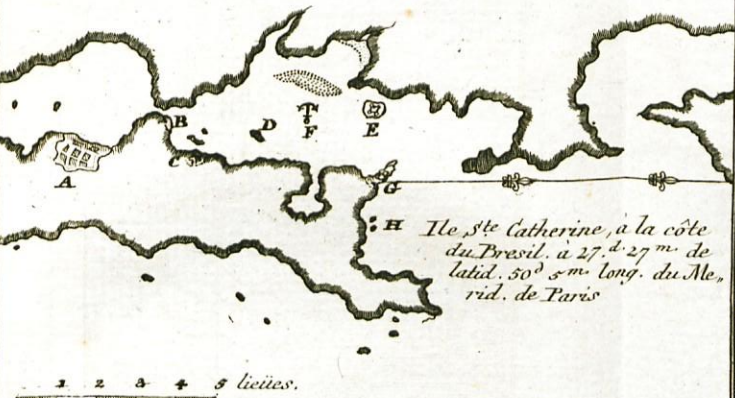 B
D
F
E
A
C
G
H
Ile, Ste Catherine, à la côte
du Bresil. à 27.d. 27m. de
latid. 50d 5m. long. du Me,,
rid. de Paris
1 2 3 4 5 lieües.